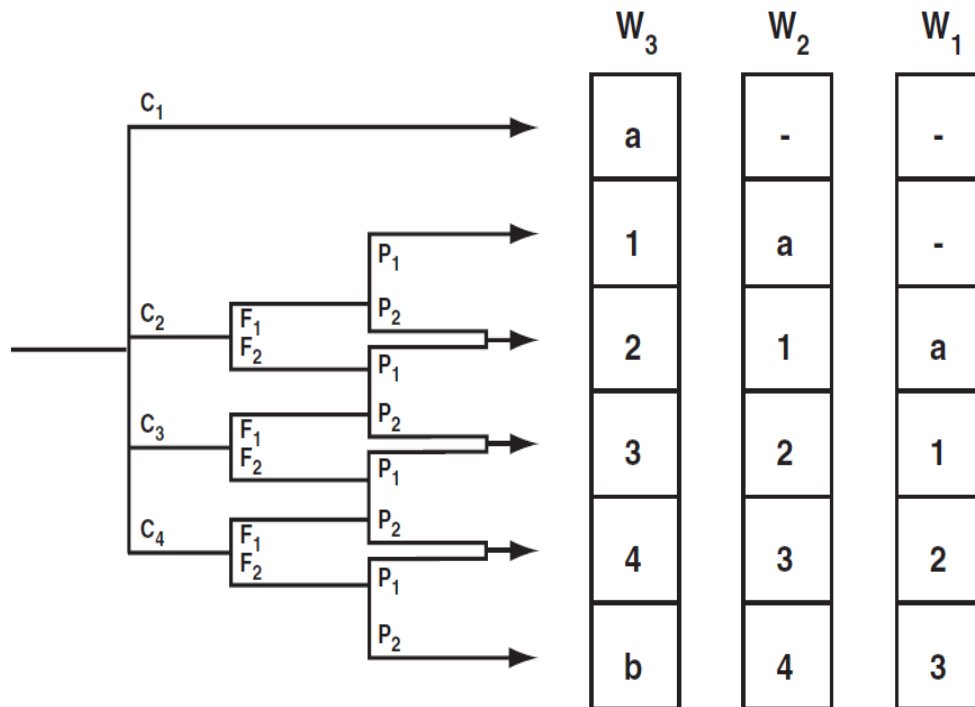 W₃ W₂ W₁
C₁
a - -
P₁
1 a -
P₂
C₂ F₁
F₂
2 1 a
P₁
P₂
C₃ F₁
F₂
3 2 1
P₁
P₂
C₄ F₁
F₂
4 3 2
P₁
P₂
b 4 3